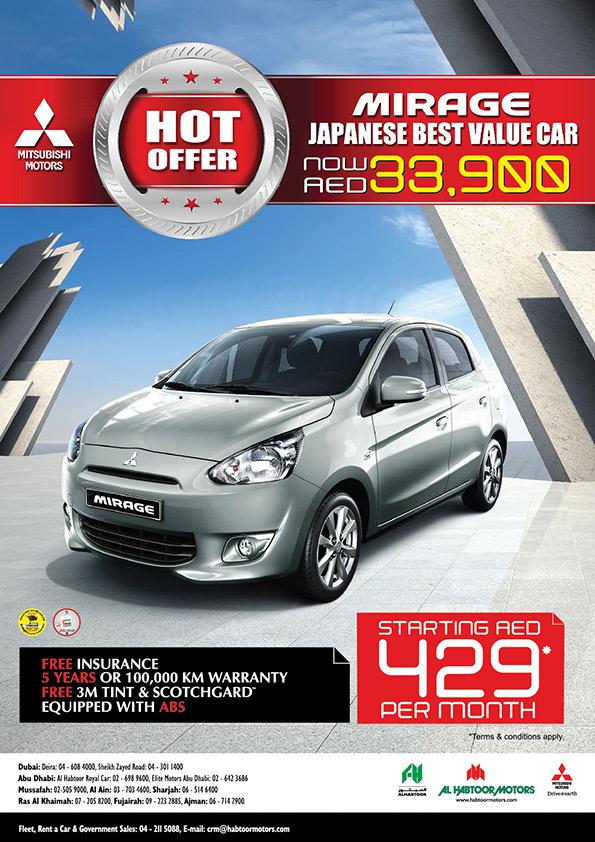 MITSUBISHI
MOTORS
HOT
OFFER
MIRAGE
JAPANESE BEST VALUE CAR
NOW
AED 33,900
MIRAGE
FREE INSURANCE
5 YEARS OR 100,000 KM WARRANTY
FREE 3M TINT & SCOTCHGARD™
EQUIPPED WITH ABS
STARTING AED
429*
PER MONTH
*Terms & conditions apply.
Dubai: Deira: 04 - 608 4000, Sheikh Zayed Road: 04 - 301 1400
Abu Dhabi: Al Habtoor Royal Car: 02 - 698 9600, Elite Motors Abu Dhabi: 02 - 642 3686
Mussafah: 02-505 9000, Al Ain: 03 - 703 4600, Sharjah: 06 - 514 6400
Ras Al Khaimah: 07 - 205 8200, Fujairah: 09 - 223 2885, Ajman: 06 - 714 7900
الحبتور
ALHABTOOR
AL HABTOOR MOTORS
www.habtoormotors.com
MITSUBISHI
MOTORS
Drive@earth
Fleet, Rent a Car & Government Sales: 04 - 211 5088, E-mail: crm@habtoormotors.com